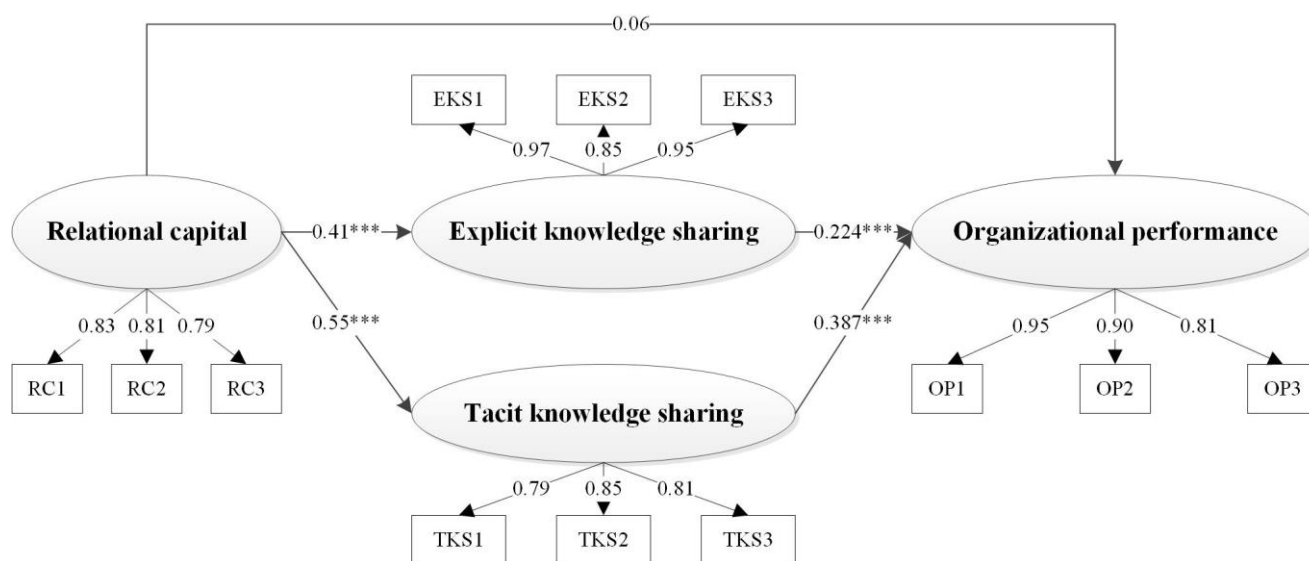 0.06
EKS1 EKS2 EKS3
0.97 0.85 0.95
Relational capital 0.41*** Explicit knowledge sharing 0.224*** Organizational performance
0.83 0.81 0.79 0.55*** 0.387*** 0.95 0.90 0.81
RC1 RC2 RC3 OP1 OP2 OP3
Tacit knowledge sharing
0.79 0.85 0.81
TKS1 TKS2 TKS3